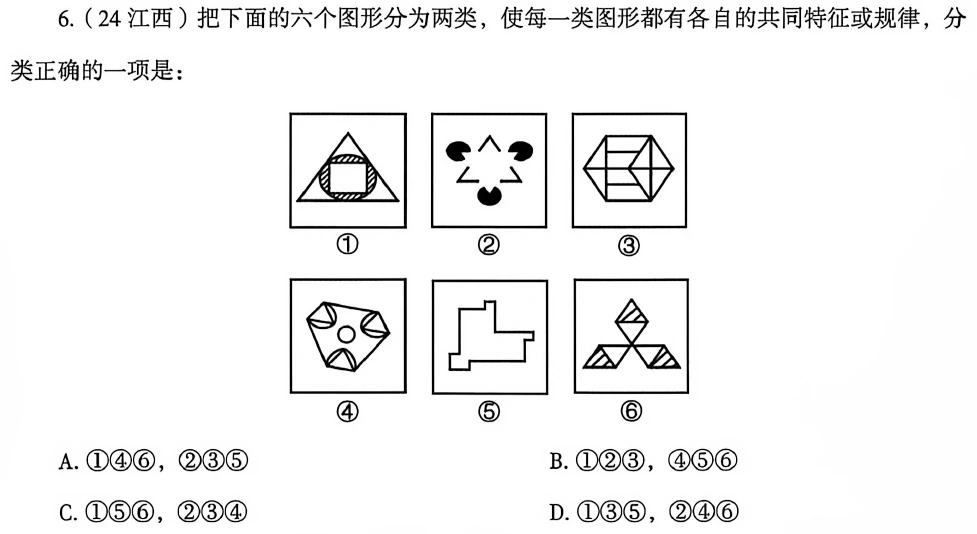 6.（24 江西）把下面的六个图形分为两类，使每一类图形都有各自的共同特征或规律，分
类正确的一项是：
① ② ③
④ ⑤ ⑥
A. ①④⑥，②③⑤ B. ①②③，④⑤⑥
C. ①⑤⑥，②③④ D. ①③⑤，②④⑥